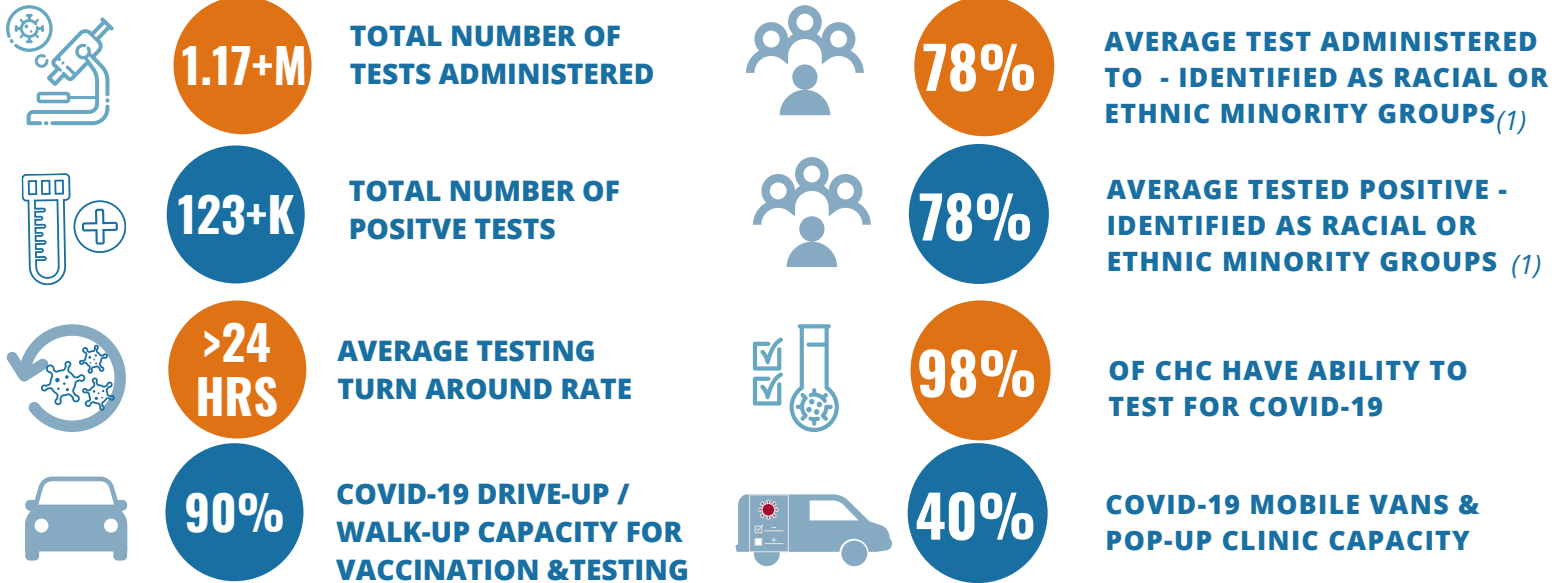 1.17+M
TOTAL NUMBER OF
TESTS ADMINISTERED
78%
AVERAGE TEST ADMINISTERED
TO - IDENTIFIED AS RACIAL OR
ETHNIC MINORITY GROUPS(1)
123+K
TOTAL NUMBER OF
POSITVE TESTS
78%
AVERAGE TESTED POSITIVE -
IDENTIFIED AS RACIAL OR
ETHNIC MINORITY GROUPS (1)
>24
HRS
AVERAGE TESTING
TURN AROUND RATE
98%
OF CHC HAVE ABILITY TO
TEST FOR COVID-19
90%
COVID-19 DRIVE-UP /
WALK-UP CAPACITY FOR
VACCINATION &TESTING
40%
COVID-19 MOBILE VANS &
POP-UP CLINIC CAPACITY